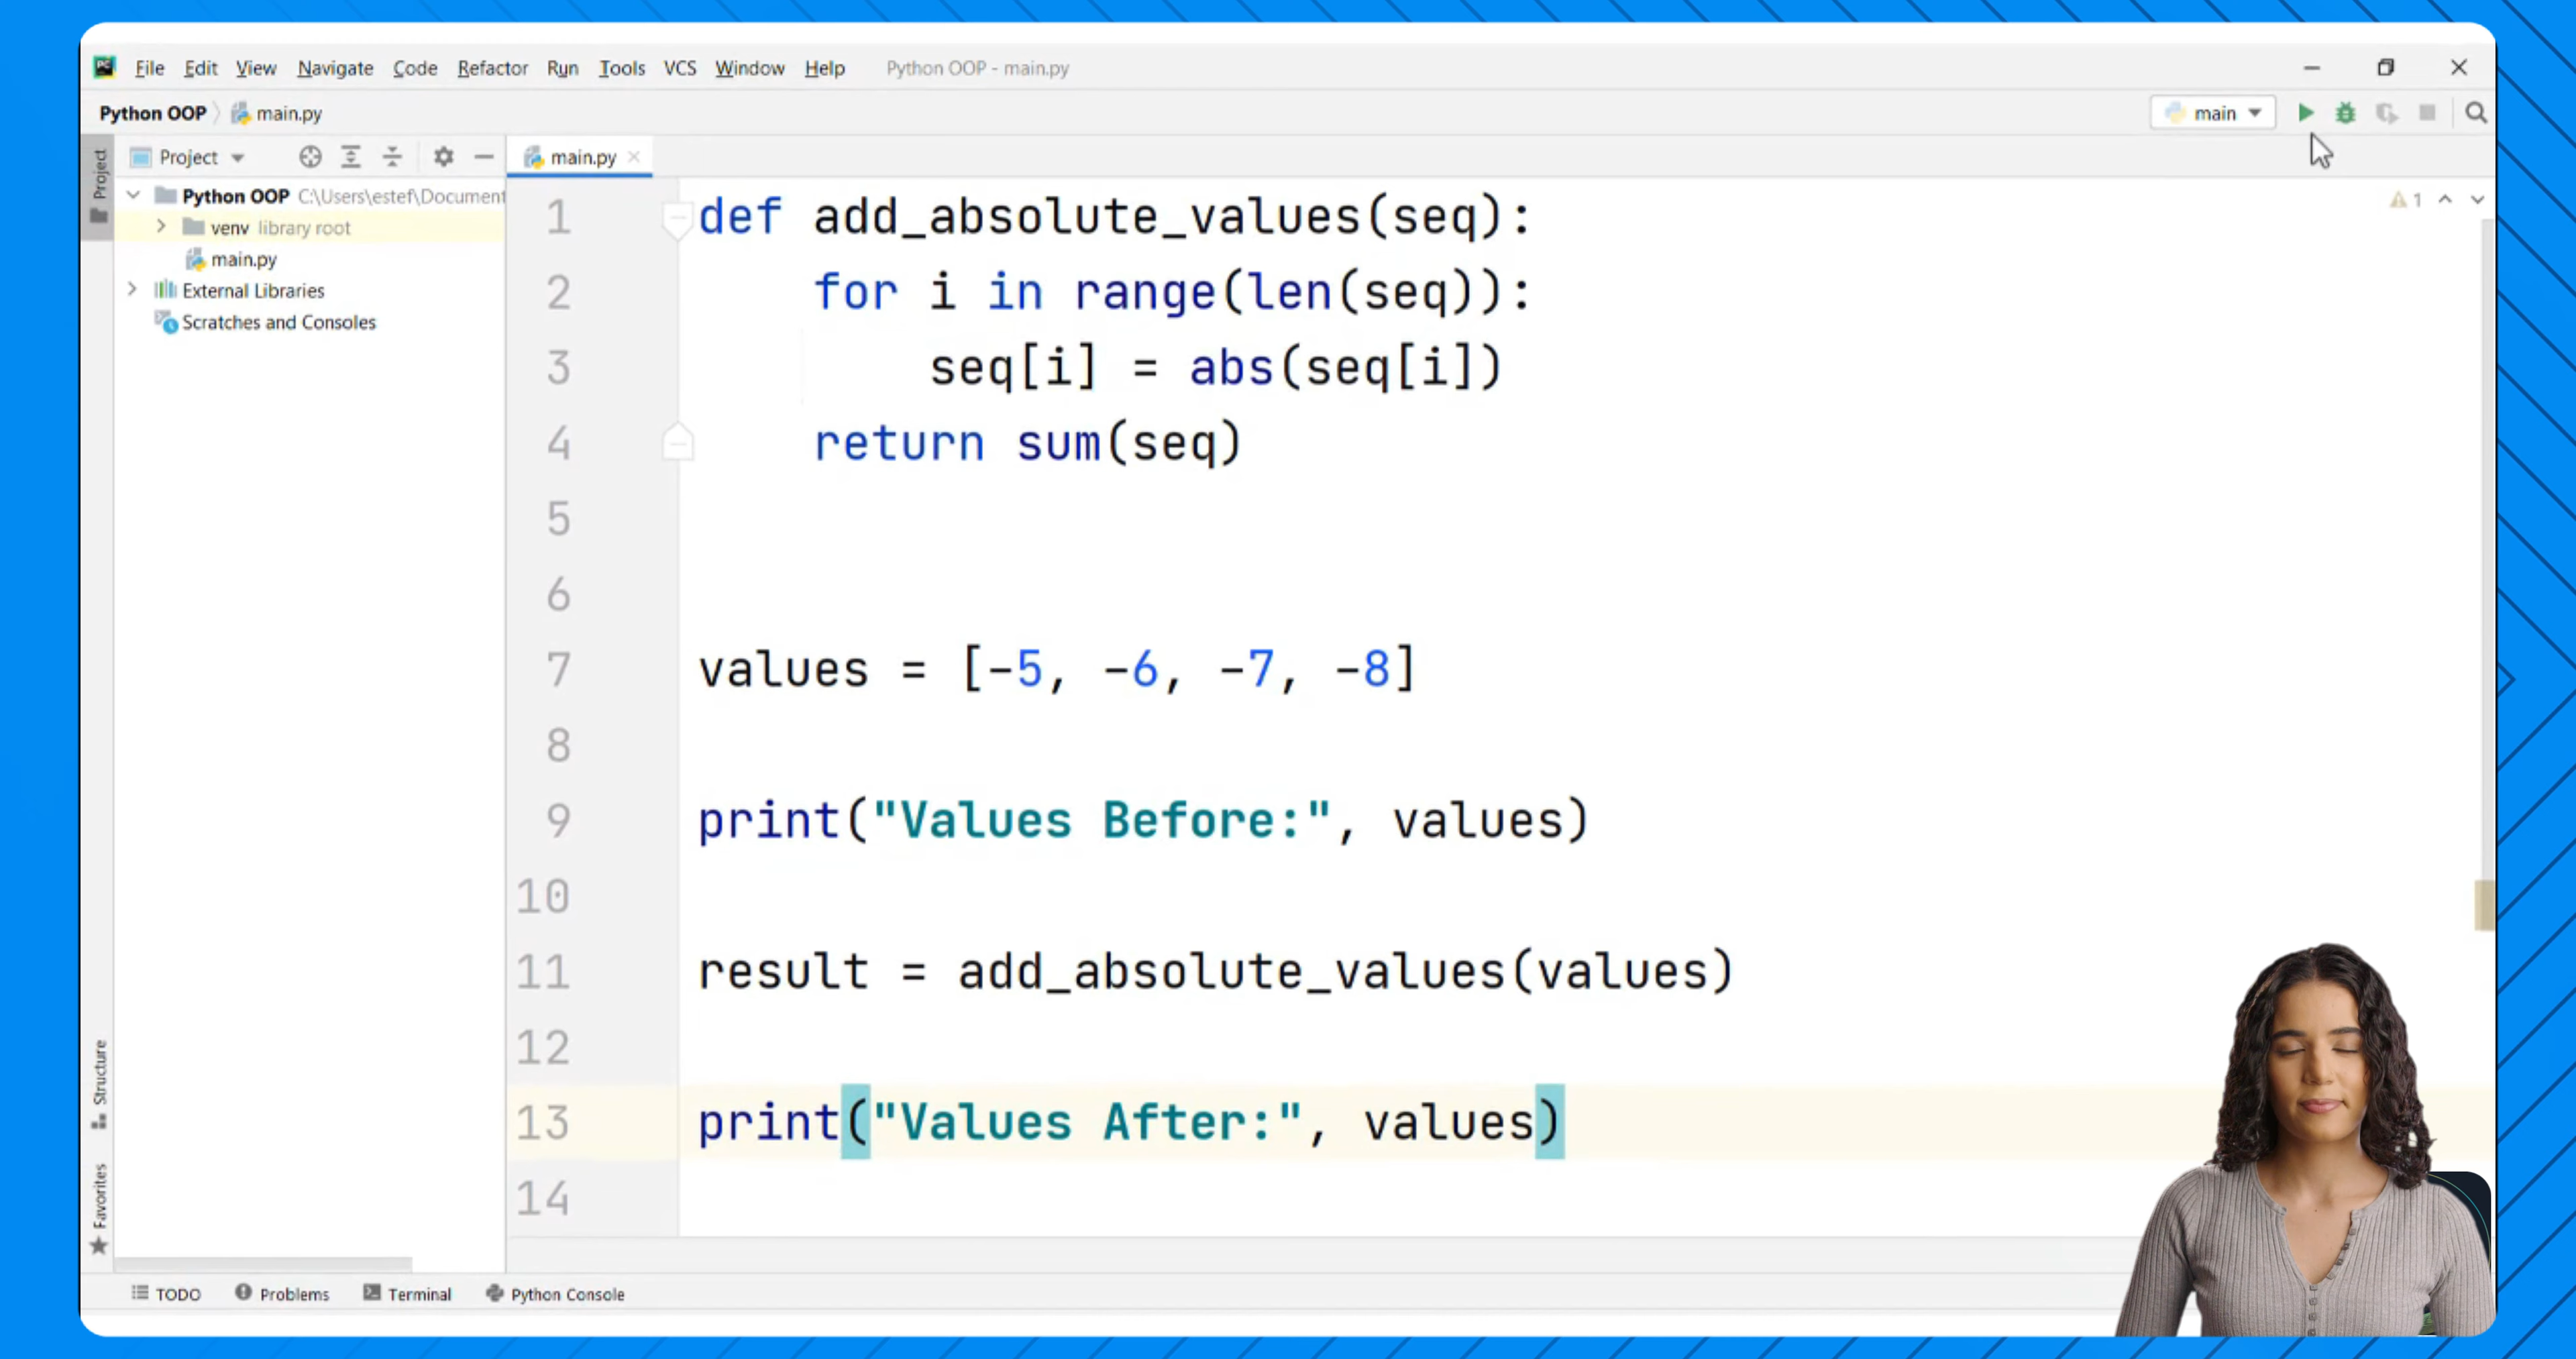 File Edit View Navigate Code Refactor Run Tools VCS Window Help Python OOP - main.py
Python OOP main.py main
Project main.py
Project
Python OOP C:\Users\estef\Document
venv library root
main.py
External Libraries
Scratches and Consoles
1
1 def add_absolute_values(seq):
2 for i in range(len(seq)):
3 seq[i] = abs(seq[i])
4 return sum(seq)
5
6
7 values = [-5, -6, -7, -8]
8
9 print("Values Before:", values)
10
11 result = add_absolute_values(values)
12
13 print("Values After:", values)
14
Structure
Favorites
TODO Problems Terminal Python Console